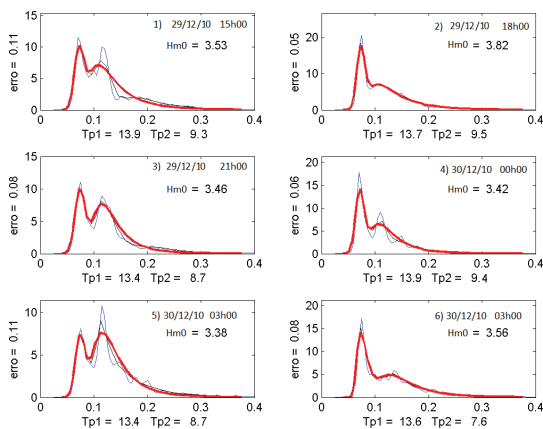 1) 29/12/10 15h00
Hm0 = 3.53
erro = 0.11
15
10
5
0
0 0.1 0.2 0.3 0.4
Tp1 = 13.9 Tp2 = 9.3
2) 29/12/10 18h00
Hm0 = 3.82
erro = 0.05
20
15
10
5
0
0 0.1 0.2 0.3 0.4
Tp1 = 13.7 Tp2 = 9.5
3) 29/12/10 21h00
Hm0 = 3.46
erro = 0.08
15
10
5
0
0 0.1 0.2 0.3 0.4
Tp1 = 13.4 Tp2 = 8.7
4) 30/12/10 00h00
Hm0 = 3.42
erro = 0.06
20
15
10
5
0
0 0.1 0.2 0.3 0.4
Tp1 = 13.9 Tp2 = 9.4
5) 30/12/10 03h00
Hm0 = 3.38
erro = 0.11
10
5
0
0 0.1 0.2 0.3 0.4
Tp1 = 13.4 Tp2 = 8.7
6) 30/12/10 03h00
Hm0 = 3.56
erro = 0.08
20
15
10
5
0
0 0.1 0.2 0.3 0.4
Tp1 = 13.6 Tp2 = 7.6